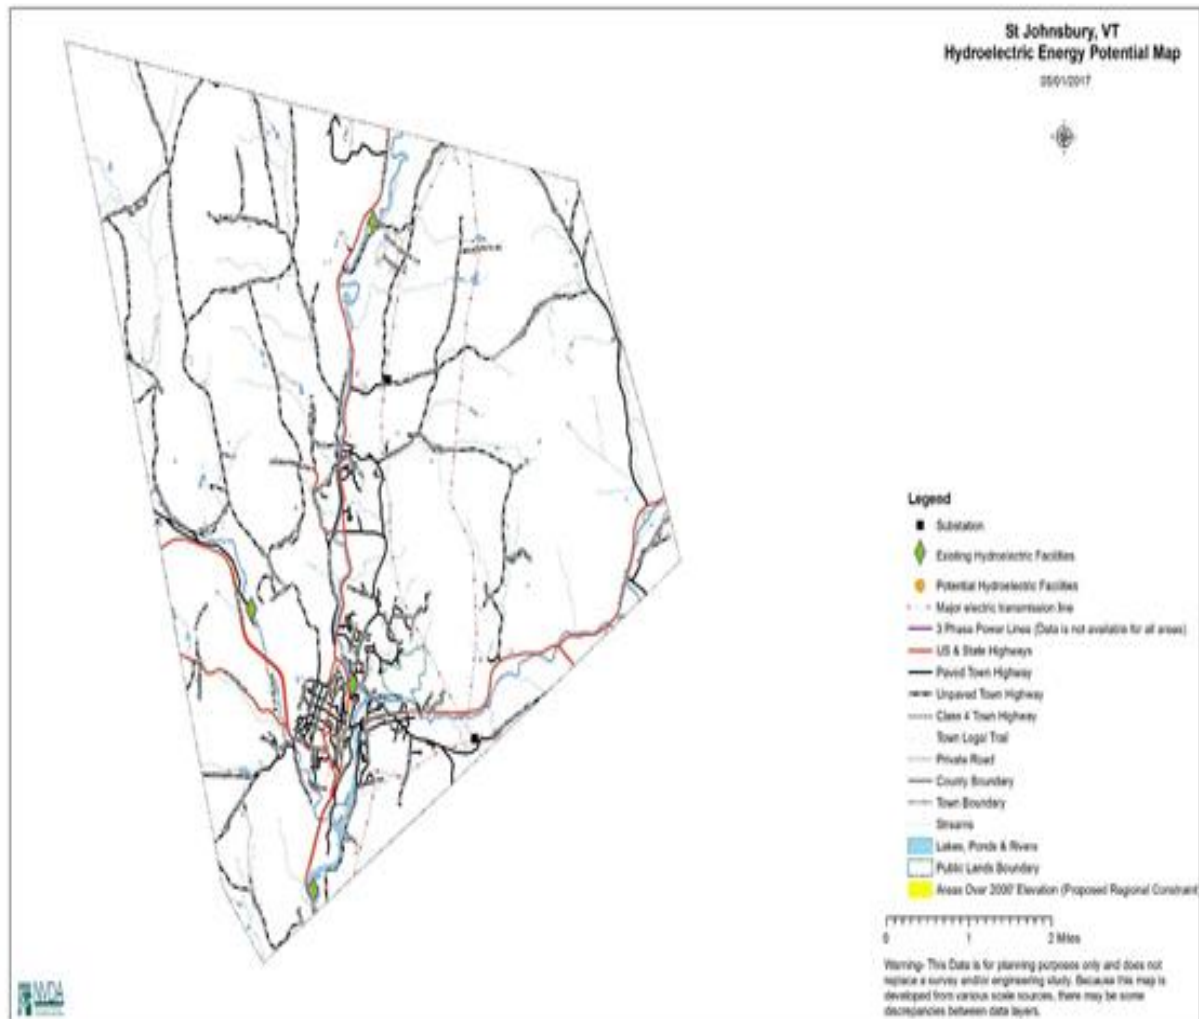 St Johnsbury, VT
Hydroelectric Energy Potential Map
05/01/2017
Legend
Substation
Existing Hydroelectric Facilities
Potential Hydroelectric Facilities
Major electric transmission line
3 Phase Power Lines (Data is not available for all areas)
US & State Highways
Paved Town Highway
Unpaved Town Highway
Class 4 Town Highway
Town Legal Trail
Private Road
County Boundary
Town Boundary
Streams
Lakes, Ponds & Rivers
Public Lands Boundary
Areas Over 2000' Elevation (Proposed Regional Constraint
0 1 2 Miles
Warning- This Data is for planning purposes only and does not
replace a survey and/or engineering study. Because this map is
developed from various scale sources, there may be some
discrepancies between data layers.
NVDA